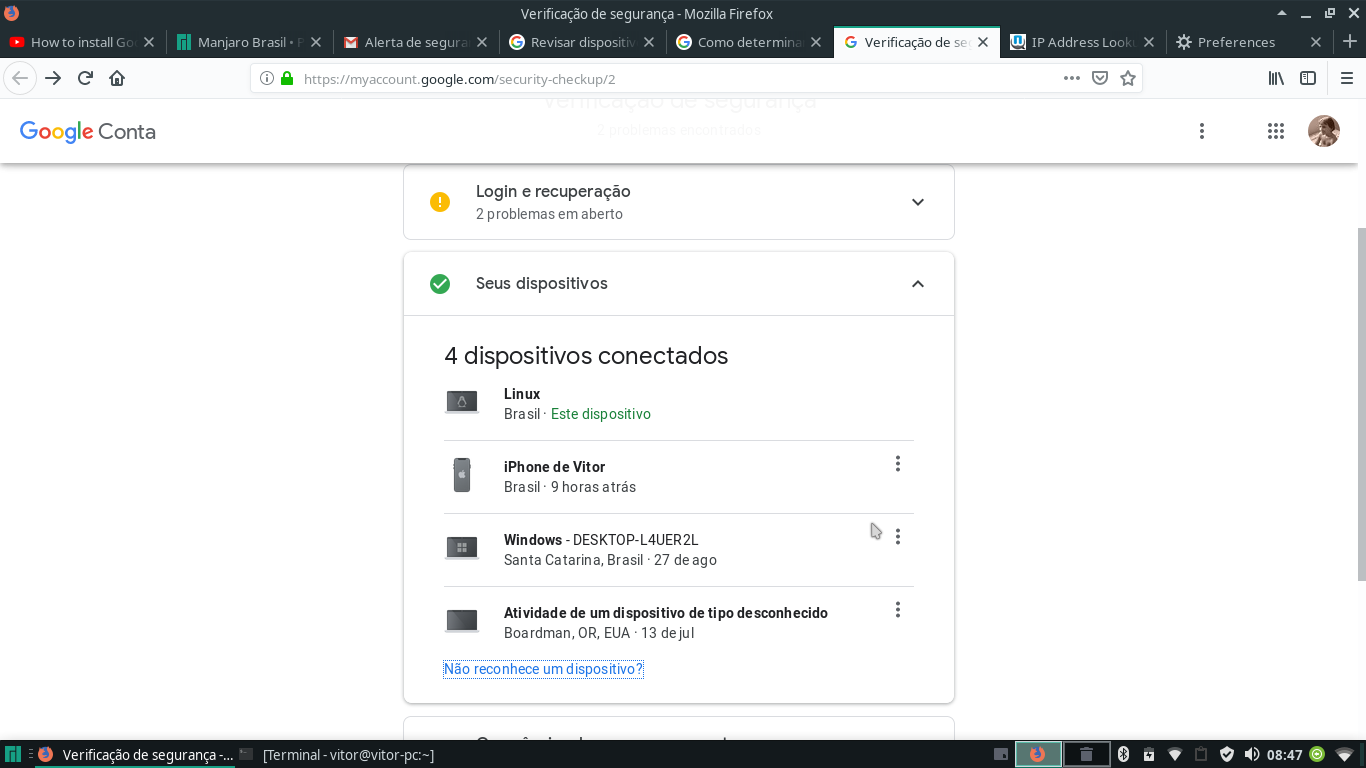 Verificação de segurança - Mozilla Firefox
How to install Go
Manjaro Brasil • P
Alerta de segura
Revisar dispositiv
Como determina
Verificação de se
IP Address Looku
Preferences
https://myaccount.google.com/security-checkup/2
Verificação de segurança
2 problemas encontrados
Google Conta
Login e recuperação
2 problemas em aberto
Seus dispositivos
4 dispositivos conectados
Linux
Brasil · Este dispositivo
iPhone de Vitor
Brasil · 9 horas atrás
Windows - DESKTOP-L4UER2L
Santa Catarina, Brasil · 27 de ago
Atividade de um dispositivo de tipo desconhecido
Boardman, OR, EUA · 13 de jul
Não reconhece um dispositivo?
Verificação de segurança -...
[Terminal - vitor@vitor-pc:~]
08:47